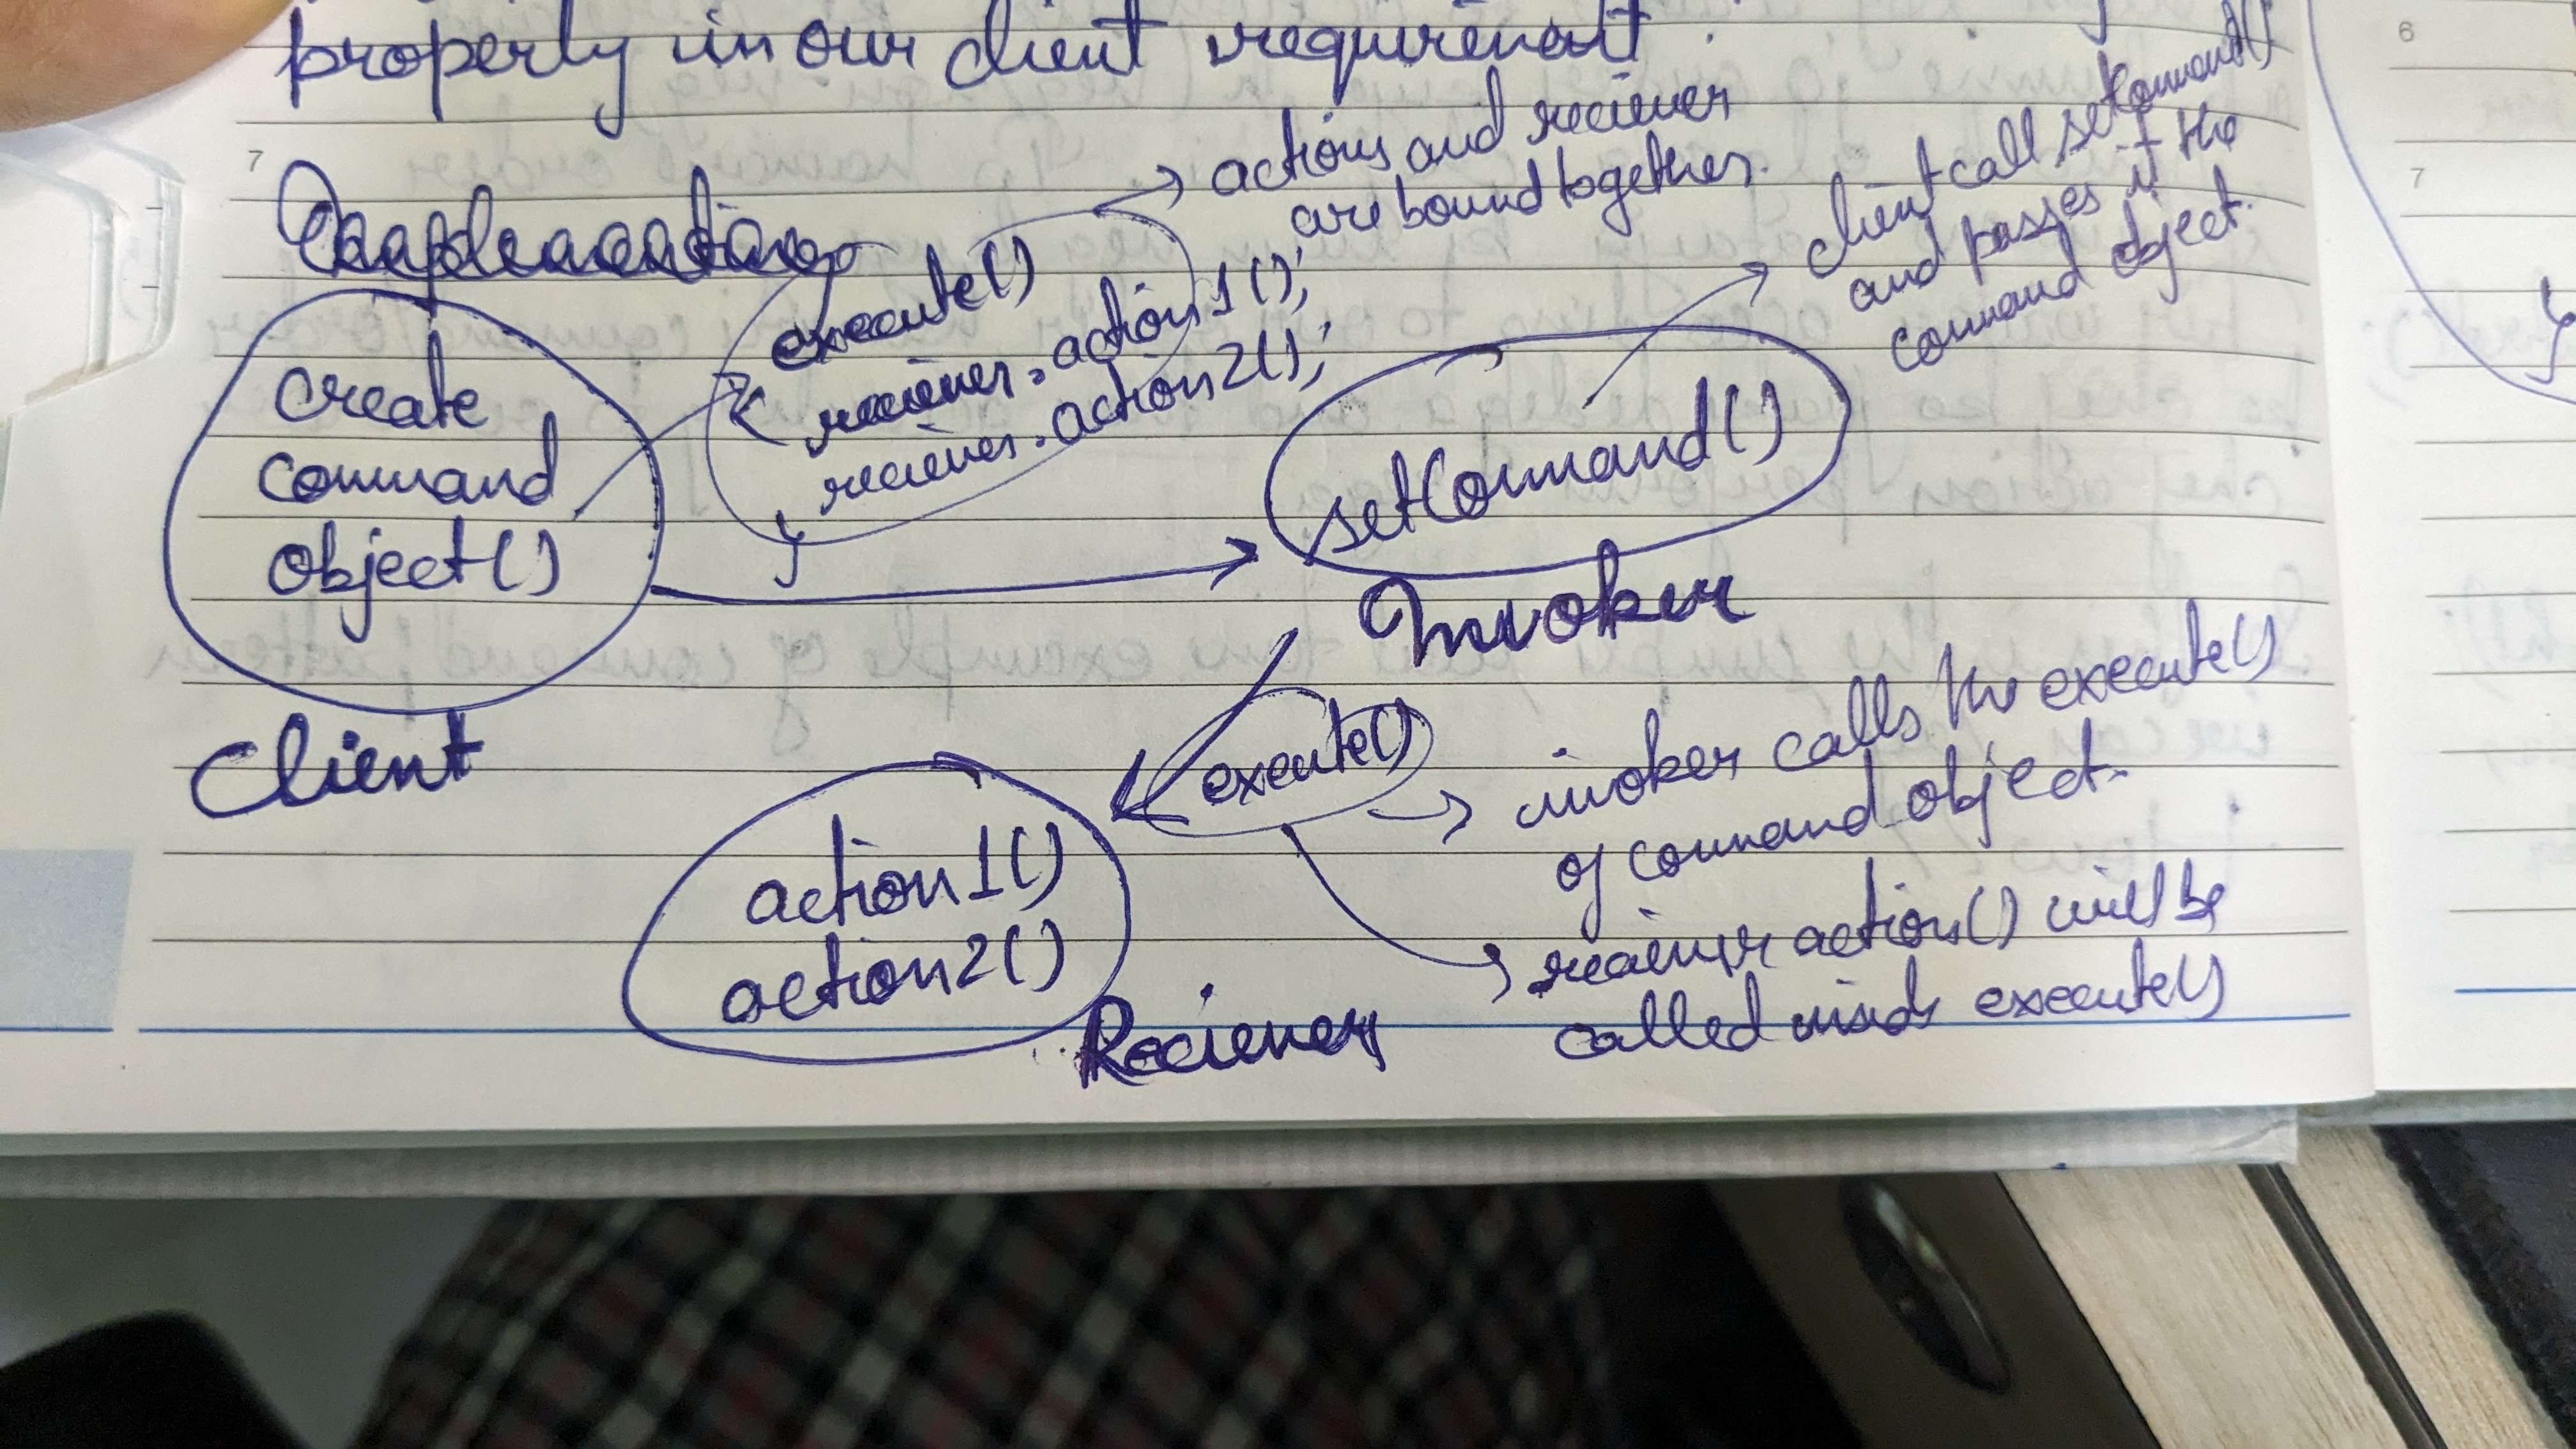 properly in our client requirement.
7
actions and reciever
are bound together.
client call setCommand()
and passes it the
command object.
execute()
{ reciever.action1();
reciever.action2();
}
create
command
object()
Client
setCommand()
Invoker
execute()
invoker calls the execute()
of command object.
reciever action() will be
called inside execute()
action1()
action2()
Reciever
6
7